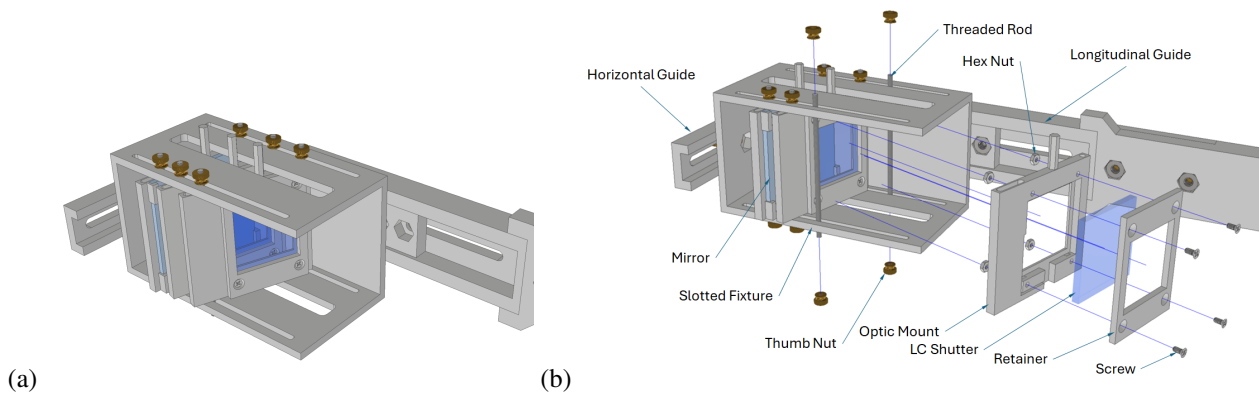 Threaded Rod
Hex Nut
Longitudinal Guide
Horizontal Guide
Mirror
Slotted Fixture
Thumb Nut
Optic Mount
LC Shutter
Retainer
Screw
(a)
(b)